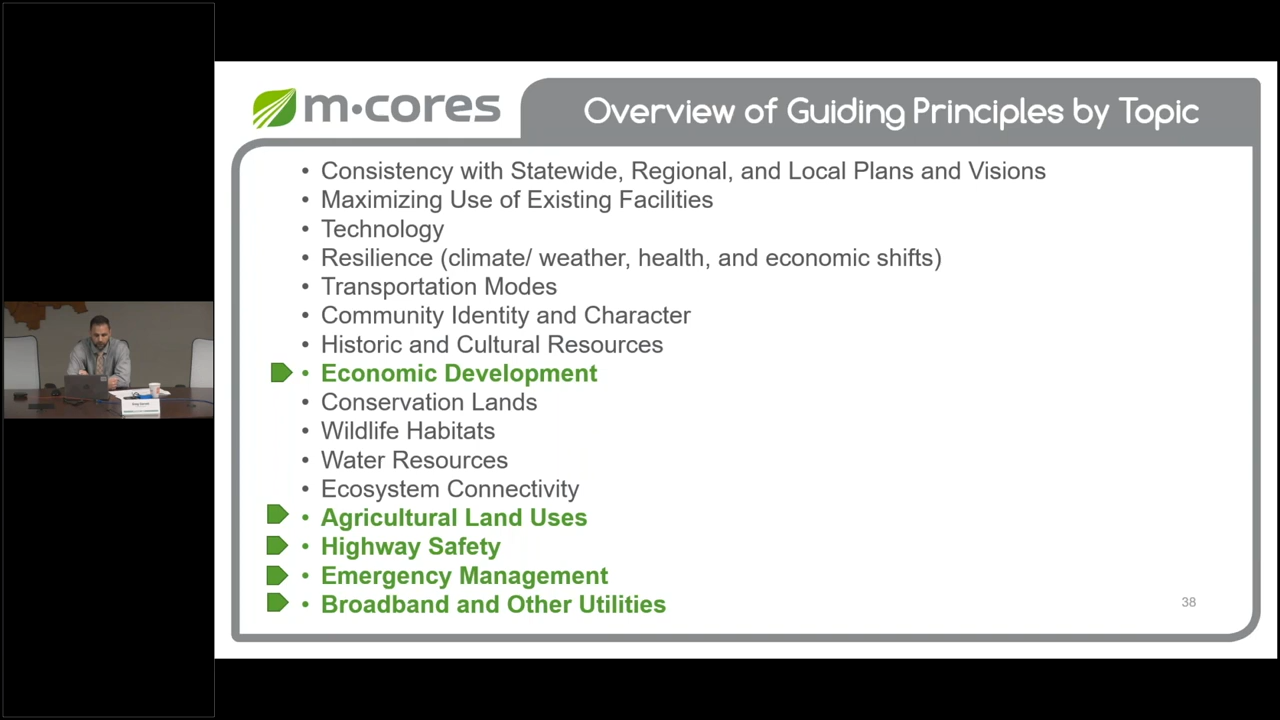 m·cores
Overview of Guiding Principles by Topic
• Consistency with Statewide, Regional, and Local Plans and Visions
• Maximizing Use of Existing Facilities
• Technology
• Resilience (climate/ weather, health, and economic shifts)
• Transportation Modes
• Community Identity and Character
• Historic and Cultural Resources
• Economic Development
• Conservation Lands
• Wildlife Habitats
• Water Resources
• Ecosystem Connectivity
• Agricultural Land Uses
• Highway Safety
• Emergency Management
• Broadband and Other Utilities
38